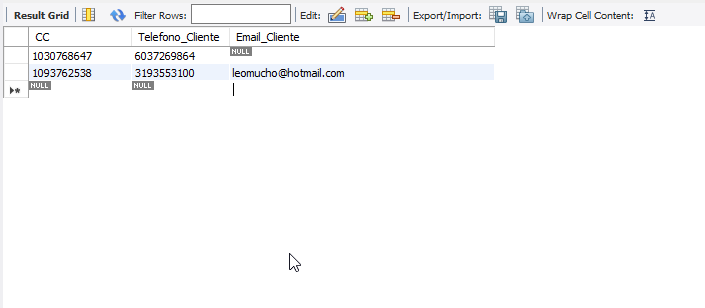 Result Grid Filter Rows: Edit: Export/Import: Wrap Cell Content: A
CC Telefono_Cliente Email_Cliente
1030768647 6037269864 NULL
1093762538 3193553100 leomucho@hotmail.com
NULL NULL